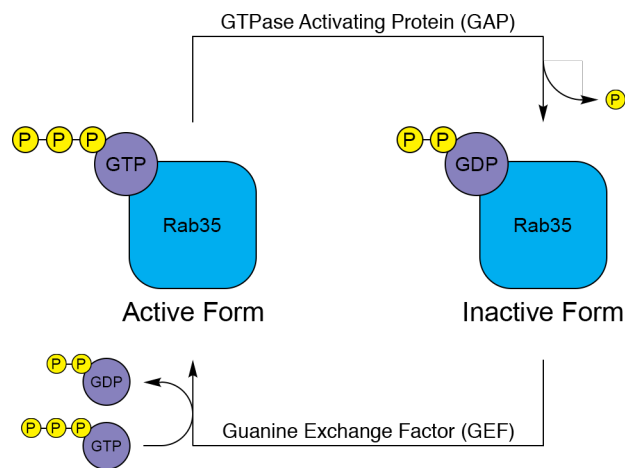 GTPase Activating Protein (GAP)
P
P P P
GTP
Rab35
Active Form
P P
GDP
Rab35
Inactive Form
P P
GDP
P P P
GTP
Guanine Exchange Factor (GEF)